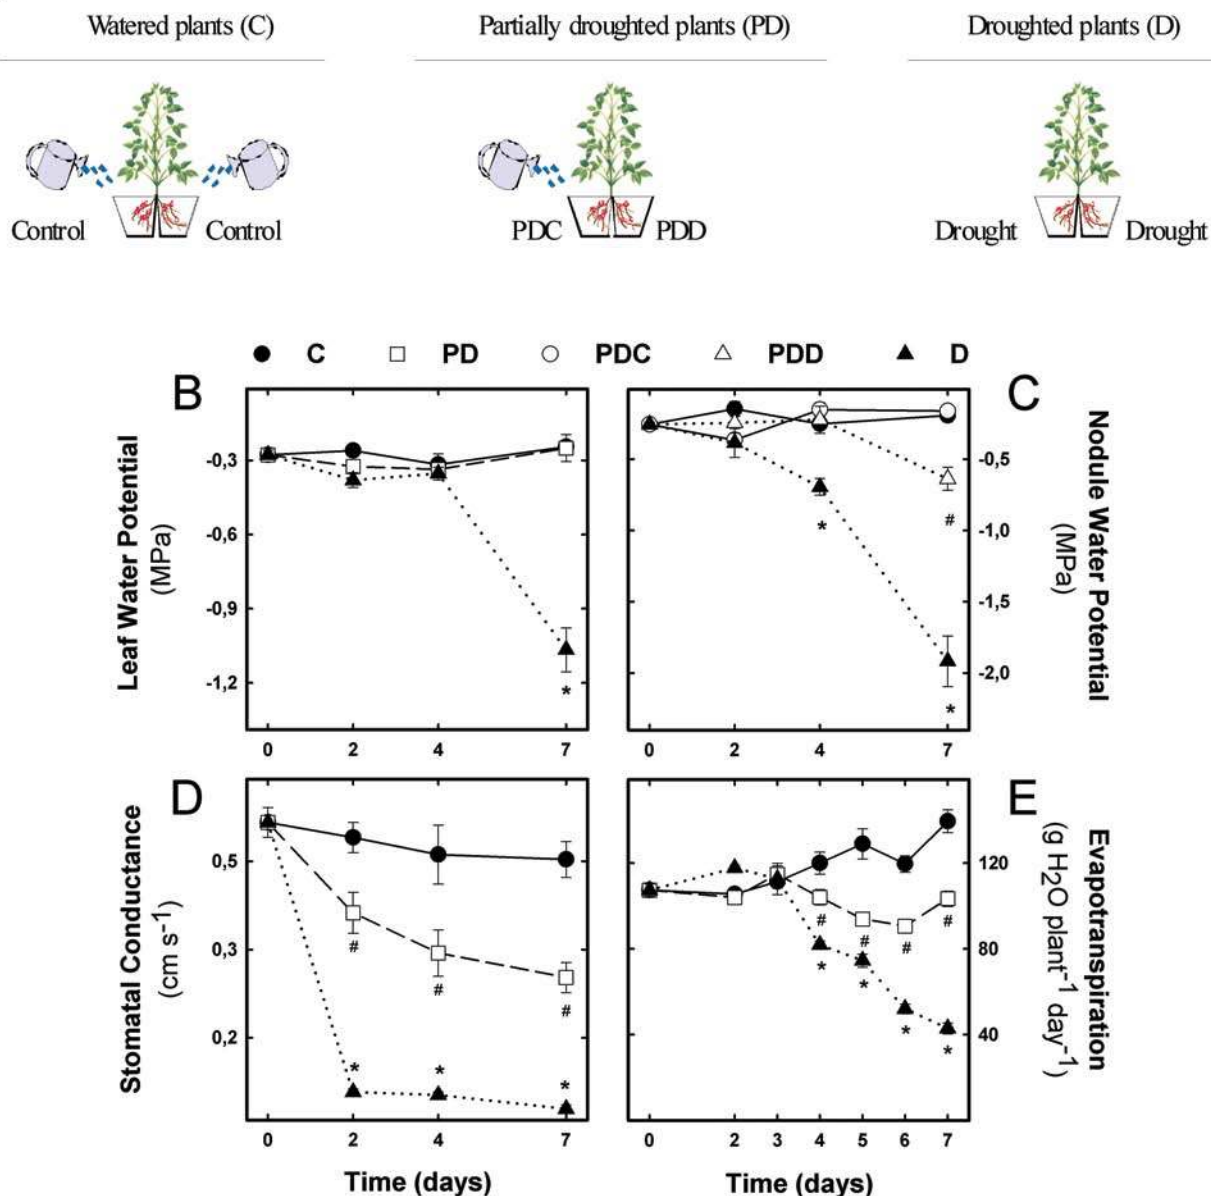 Watered plants (C)
Partially droughted plants (PD)
Droughted plants (D)
Control
Control
PDC
PDD
Drought
Drought
C PD PDC PDD D
B
Leaf Water Potential
(MPa)
-0,3
-0,6
-0,9
-1,2
*
0 2 4 7
C
Nodule Water Potential
(MPa)
-0,5
-1,0
-1,5
-2,0
#
*
*
0 2 4 7
D
Stomatal Conductance
(cm s⁻¹)
0,5
0,3
0,2
# # #
* * *
0 2 4 7
Time (days)
E
Evapotranspiration
(g H₂O plant⁻¹ day⁻¹)
120
80
40
# # # #
* * * *
0 2 3 4 5 6 7
Time (days)